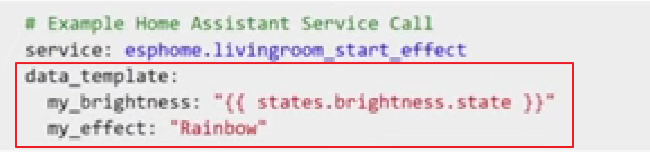 # Example Home Assistant Service Call
service: esphome.livingroom_start_effect
data_template:
my_brightness: "{{ states.brightness.state }}"
my_effect: "Rainbow"